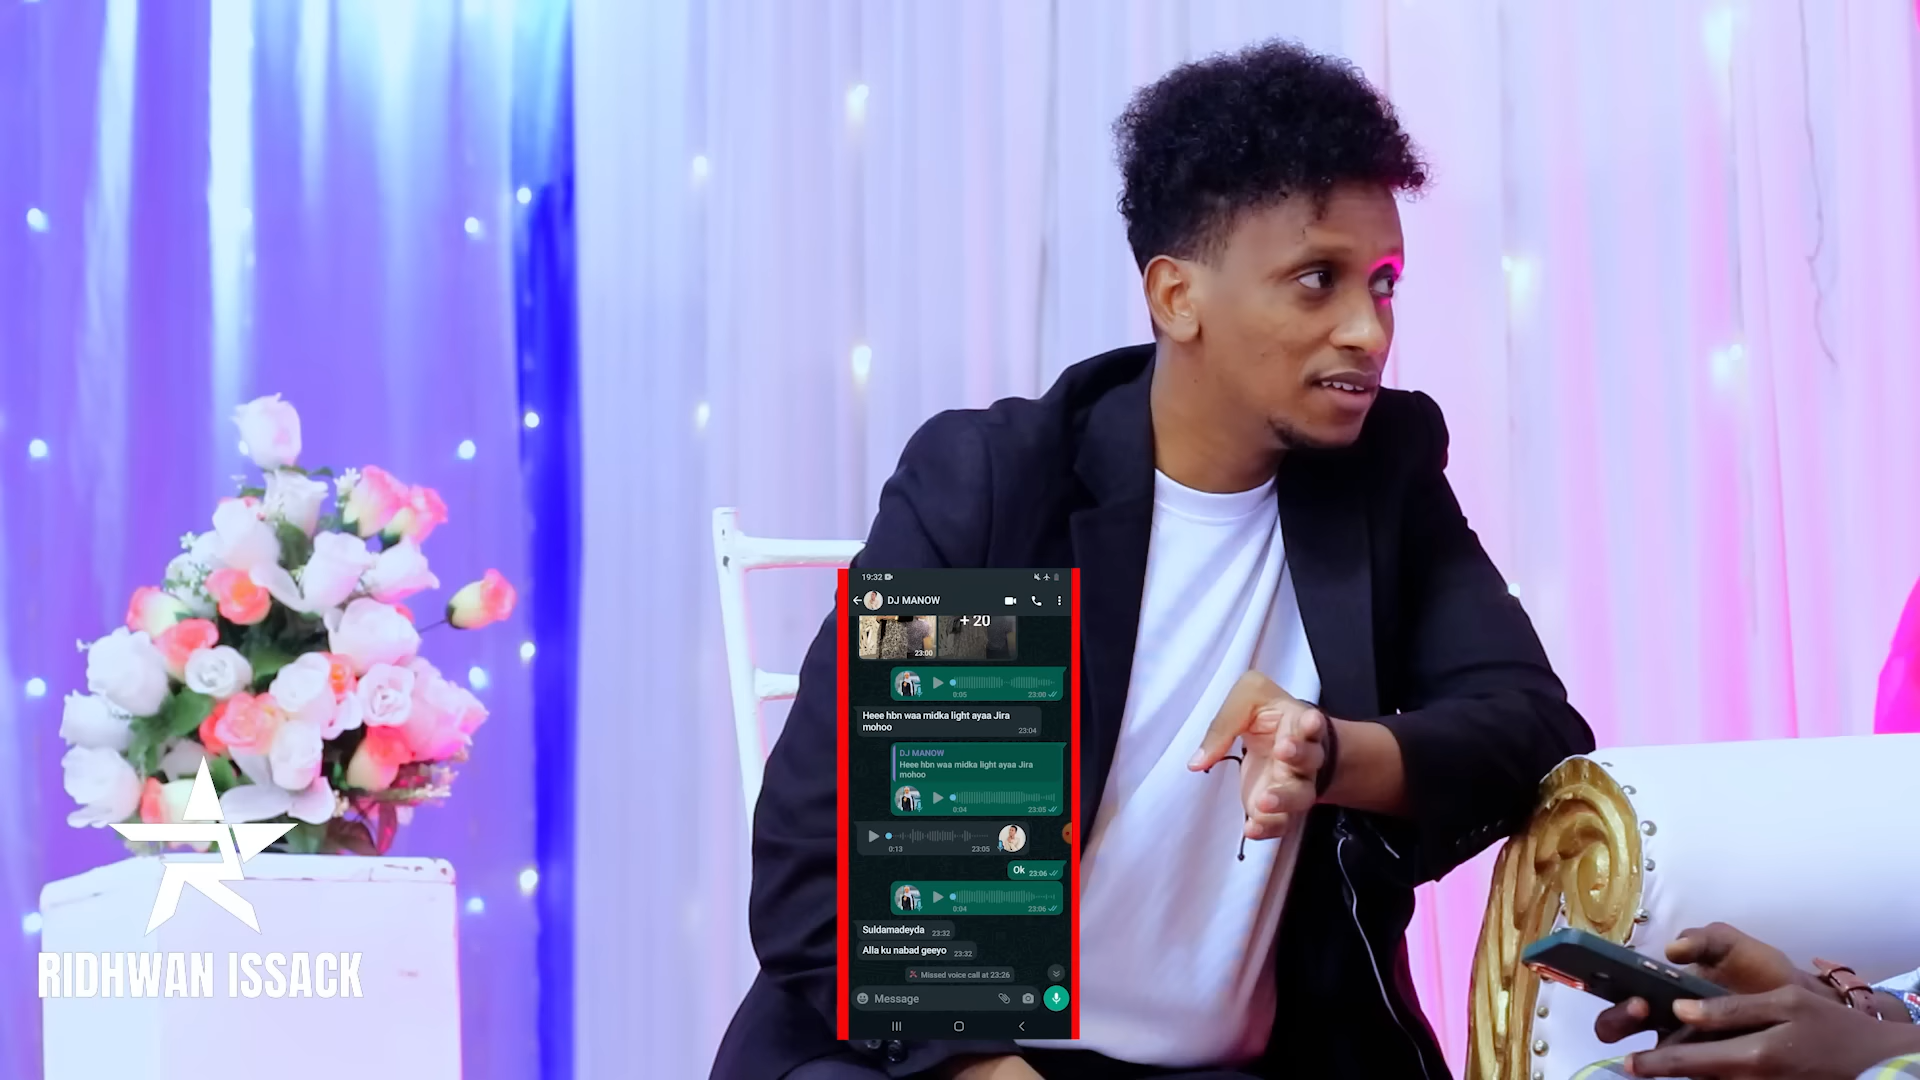 19:32
DJ MANOW
+ 20
23:00
0:05 23:00
Heee hbn waa midka light ayaa Jira
mohoo
23:04
DJ MANOW
Heee hbn waa midka light ayaa Jira
mohoo
0:04 23:05
0:13 23:05
Ok 23:06
0:04 23:06
Suldamadeyda 23:32
Alla ku nabad geeyo 23:32
Missed voice call at 23:26
Message
RIDHWAN ISSACK